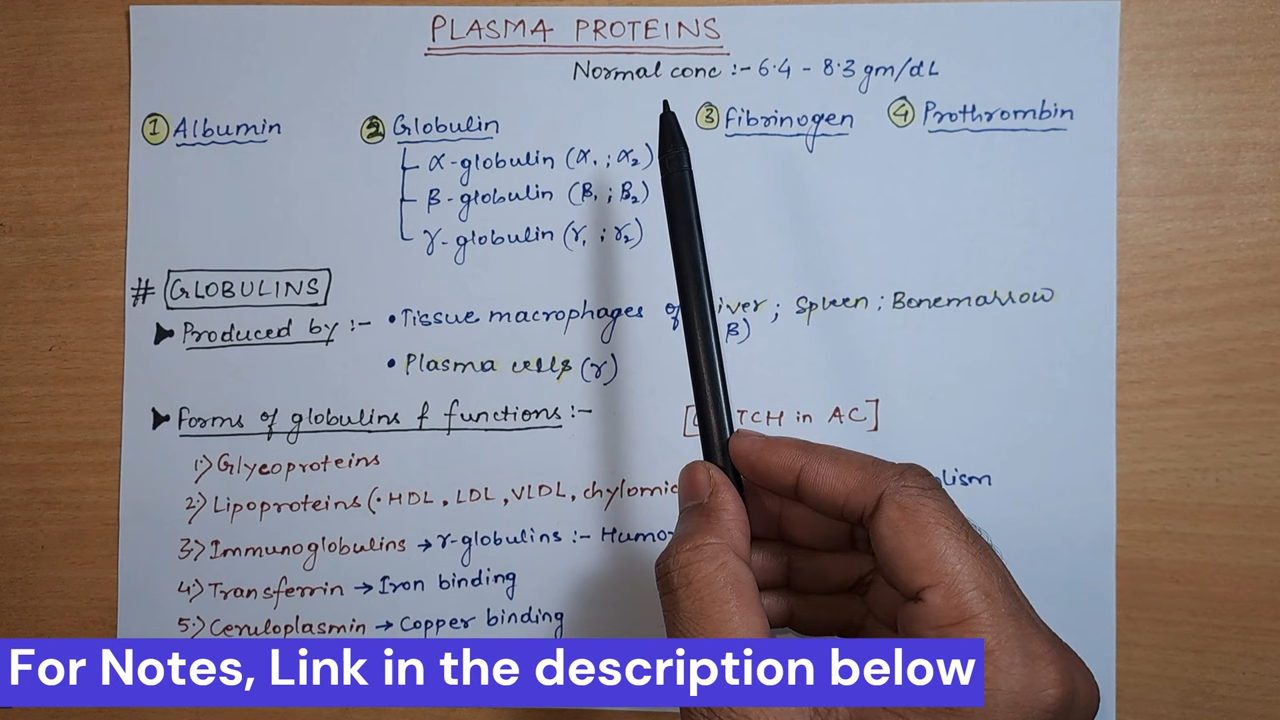 PLASMA PROTEINS
Normal conc :- 6.4 - 8.3 gm/dL
① Albumin ② Globulin ③ Fibrinogen ④ Prothrombin
α-globulin (α₁ ; α₂)
β-globulin (β₁ ; β₂)
γ-globulin (γ₁ ; γ₂)
# GLOBULINS
➤ Produced by :- • Tissue macrophages iver ; Spleen ; Bonemarrow
β)
• Plasma cells (γ)
➤ Forms of globulins & functions :- [ TCH in AC]
1) Glycoproteins
2) Lipoproteins (• HDL, LDL, VLDL, chylomic lism
3) Immunoglobulins → γ-globulins :- Humo
4) Transferrin → Iron binding
5) Ceruloplasmin → Copper binding
For Notes, Link in the description below